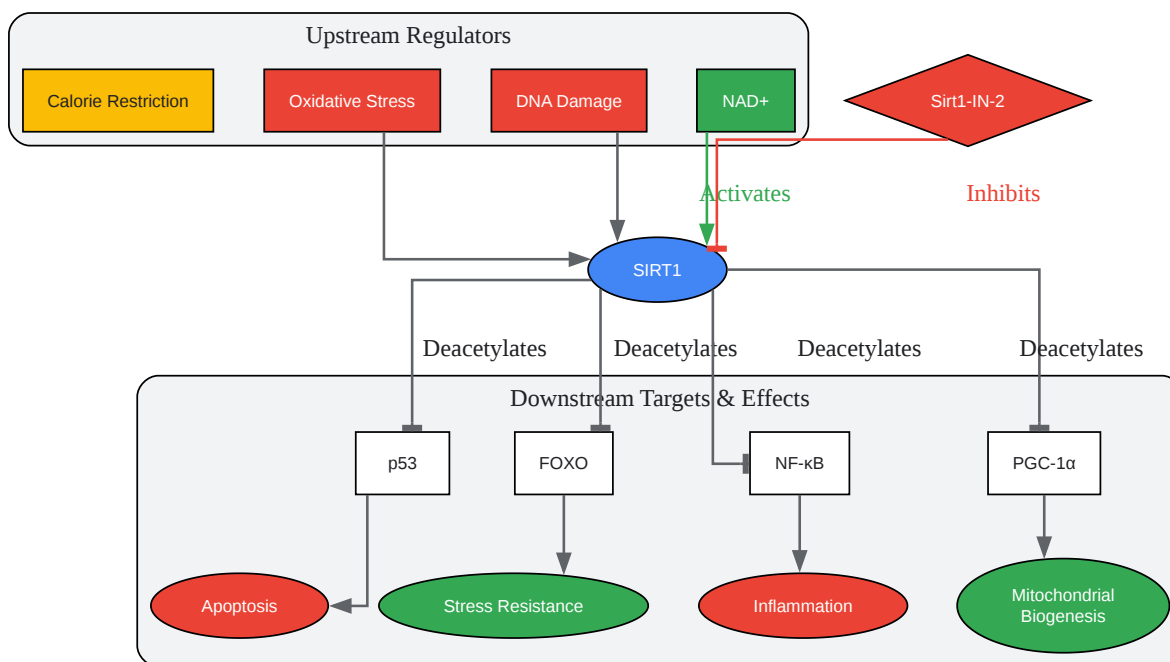 Upstream Regulators
Calorie Restriction
Oxidative Stress
DNA Damage
NAD+
Sirt1-IN-2
Activates
Inhibits
SIRT1
Deacetylates
Deacetylates
Deacetylates
Deacetylates
Downstream Targets & Effects
p53
FOXO
NF-κB
PGC-1α
Apoptosis
Stress Resistance
Inflammation
Mitochondrial
Biogenesis